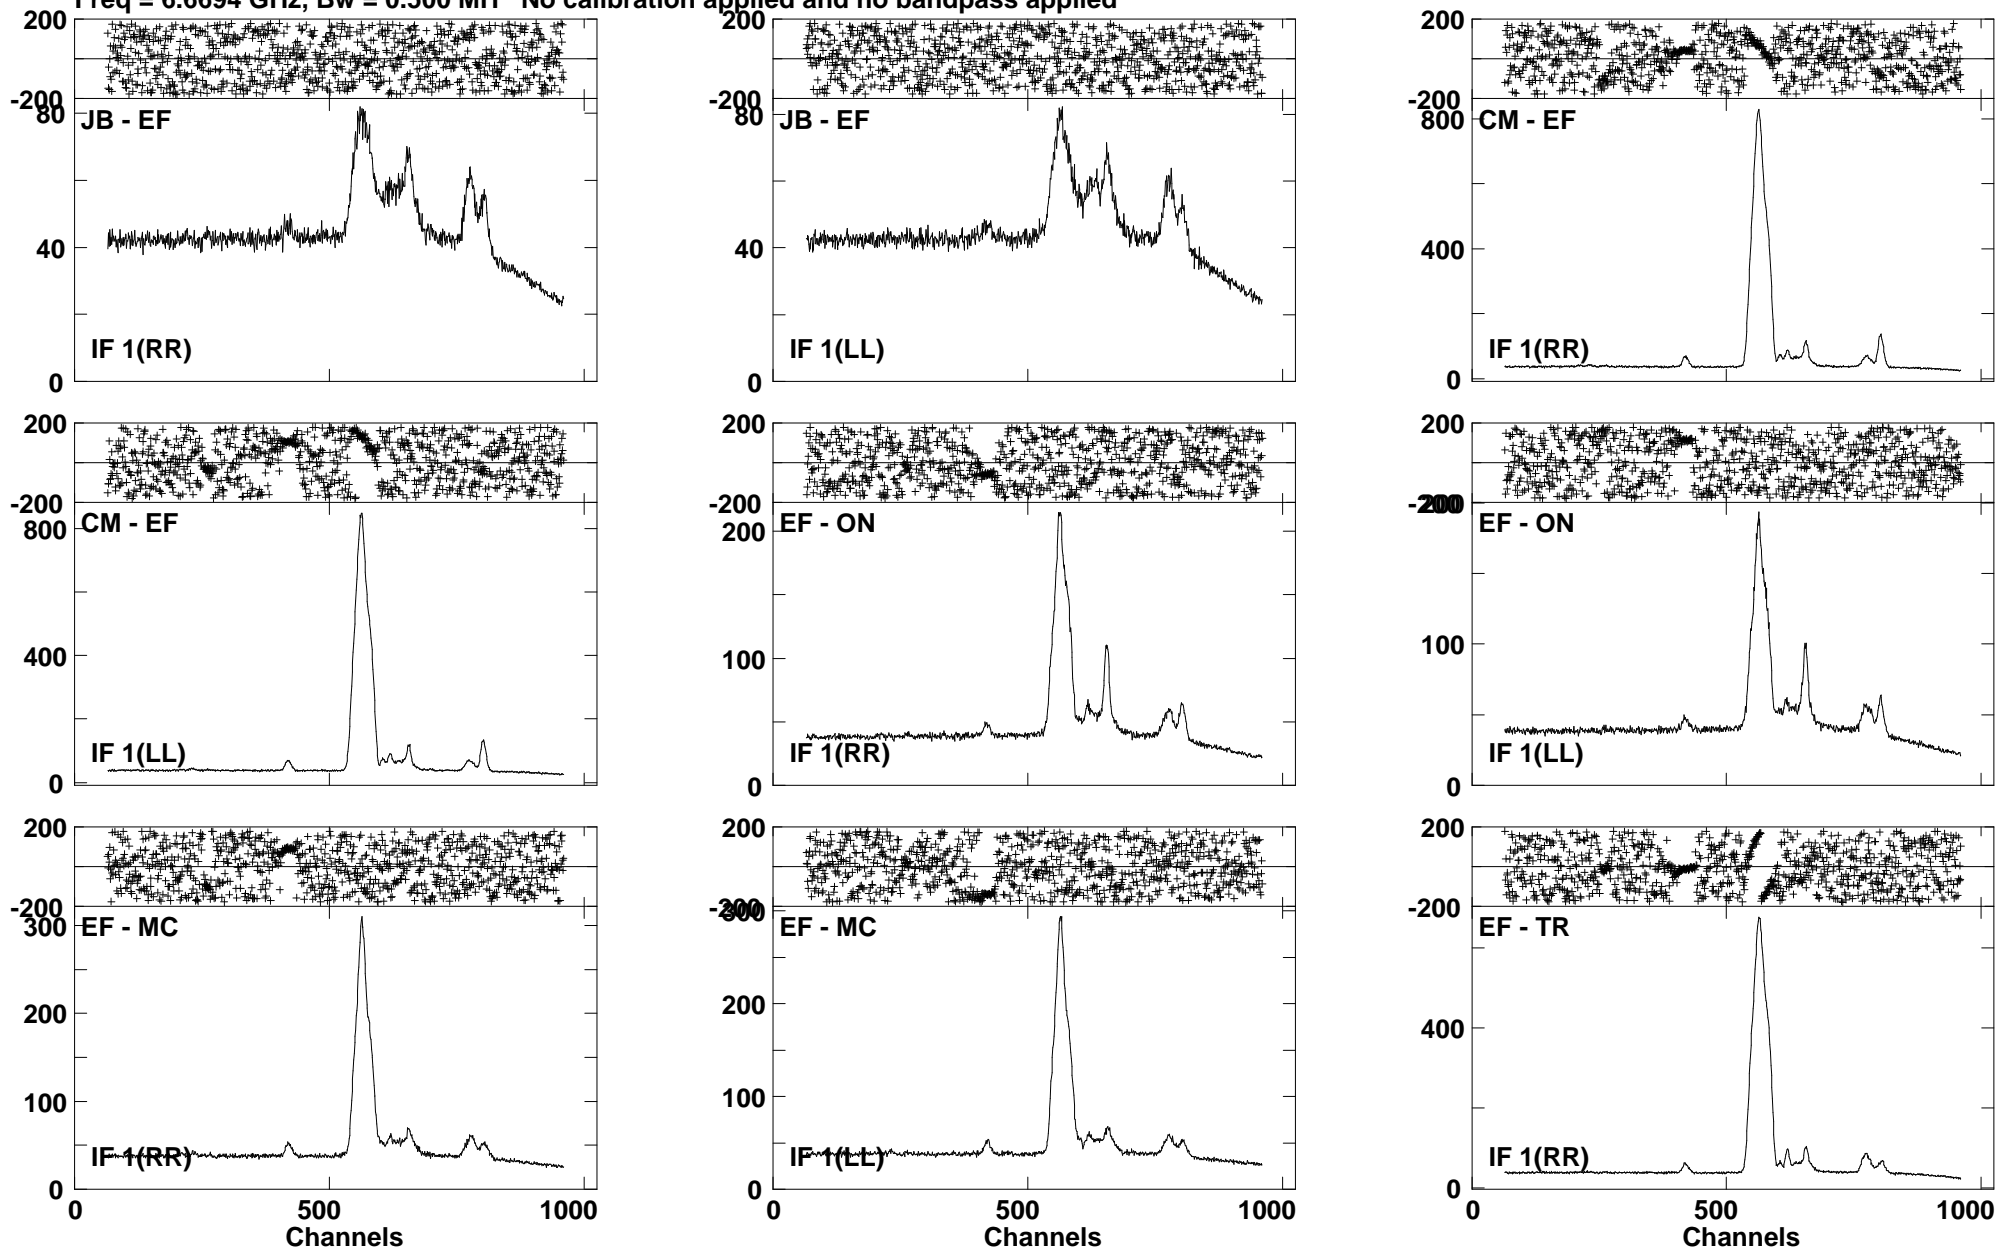 Freq = 6.6694 GHz, Bw = 0.500 MH No calibration applied and no bandpass applied
200 200 200
-200 -200 -200
80 80 800
JB - EF JB - EF CM - EF
40 40 400
IF 1(RR) IF 1(LL) IF 1(RR)
0 0 0
200 200 200
-200 -200 -200
800 200 200
CM - EF EF - ON EF - ON
400 100 100
IF 1(LL) IF 1(RR) IF 1(LL)
0 0 0
200 200 200
-200 -200 -200
300 300
EF - MC EF - MC EF - TR
200 200 400
100 100
IF 1(RR) IF 1(LL) IF 1(RR)
0 0 0
0 500 1000 0 500 1000 0 500 1000
Channels Channels Channels